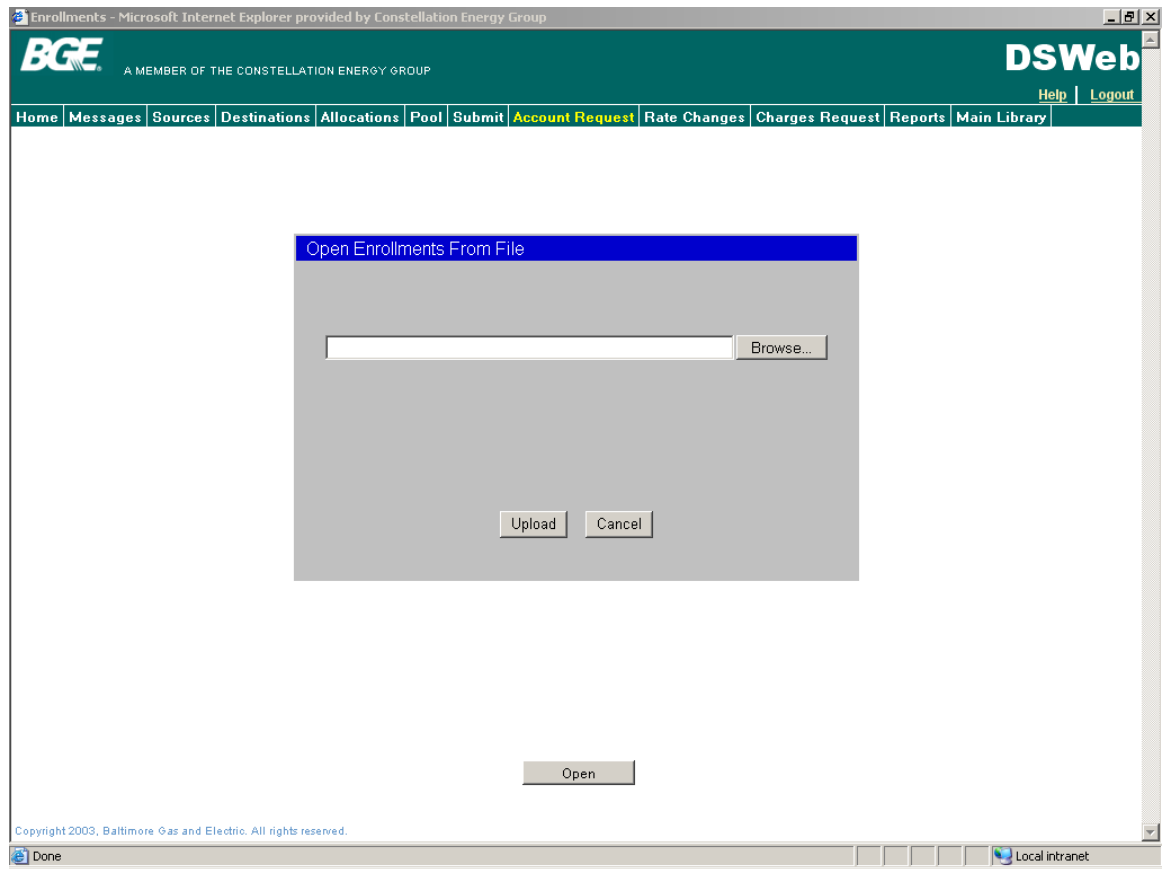 Enrollments - Microsoft Internet Explorer provided by Constellation Energy Group
BGE. A MEMBER OF THE CONSTELLATION ENERGY GROUP
DSWeb
Help | Logout
Home Messages Sources Destinations Allocations Pool Submit Account Request Rate Changes Charges Request Reports Main Library
Open Enrollments From File
Browse...
Upload Cancel
Open
Copyright 2003, Baltimore Gas and Electric. All rights reserved.
Done Local intranet